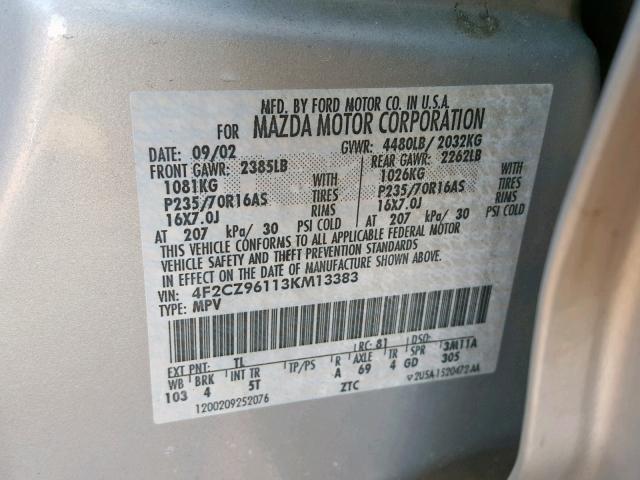 MFD. BY FORD MOTOR CO. IN U.S.A.
FOR MAZDA MOTOR CORPORATION
DATE: 09/02 GVWR: 4480LB/ 2032KG
FRONT GAWR: 2385LB REAR GAWR: 2262LB
1081KG WITH 1026KG WITH
P235/70R16AS TIRES P235/70R16AS TIRES
16X7.0J RIMS 16X7.0J RIMS
AT 207 kPa/ 30 PSI COLD AT 207 kPa/ 30 PSI COLD
THIS VEHICLE CONFORMS TO ALL APPLICABLE FEDERAL MOTOR
VEHICLE SAFETY AND THEFT PREVENTION STANDARDS
IN EFFECT ON THE DATE OF MANUFACTURE SHOWN ABOVE.
VIN: 4F2CZ96113KM13383
TYPE: MPV
EXT PNT: TL RC: 81 DSO:
WB BRK INT TR TP/PS R AXLE TR SPR 3M11A
103 4 5T A 69 4 GD 305
1200209252076 ZTC 2U5A-1520472AA